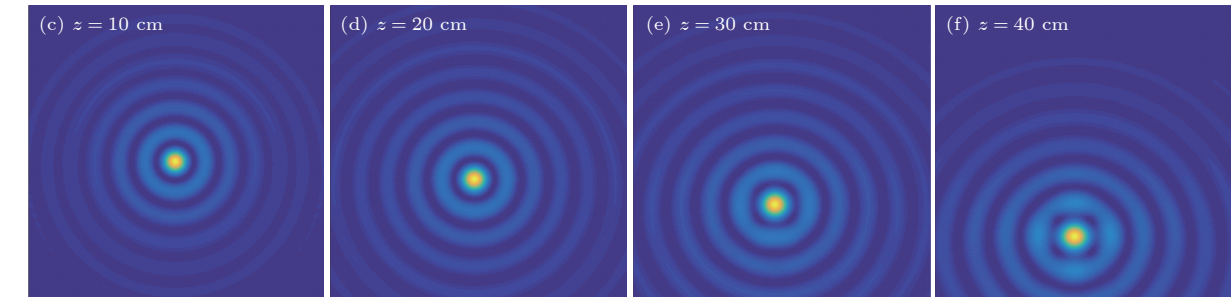 (c) z = 10 cm
(d) z = 20 cm
(e) z = 30 cm
(f) z = 40 cm